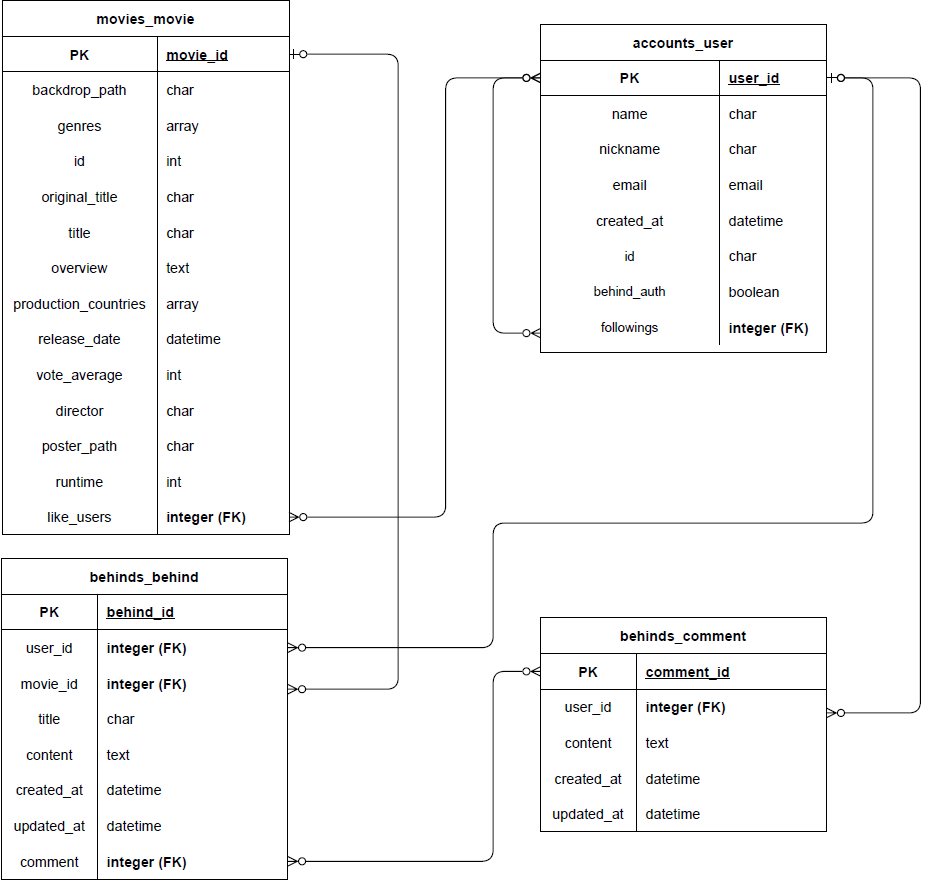 movies_movie
PK movie_id
backdrop_path char
genres array
id int
original_title char
title char
overview text
production_countries array
release_date datetime
vote_average int
director char
poster_path char
runtime int
like_users integer (FK)
accounts_user
PK user_id
name char
nickname char
email email
created_at datetime
id char
behind_auth boolean
followings integer (FK)
behinds_behind
PK behind_id
user_id integer (FK)
movie_id integer (FK)
title char
content text
created_at datetime
updated_at datetime
comment integer (FK)
behinds_comment
PK comment_id
user_id integer (FK)
content text
created_at datetime
updated_at datetime